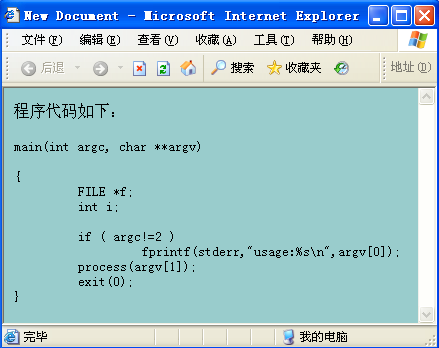 New Document - Microsoft Internet Explorer
文件(F) 编辑(E) 查看(V) 收藏(A) 工具(T) 帮助(H)
后退 搜索 收藏夹 地址(D)
程序代码如下：
main(int argc, char **argv)
{
FILE *f;
int i;
if ( argc!=2 )
fprintf(stderr,"usage:%s\n",argv[0]);
process(argv[1]);
exit(0);
}
完毕 我的电脑